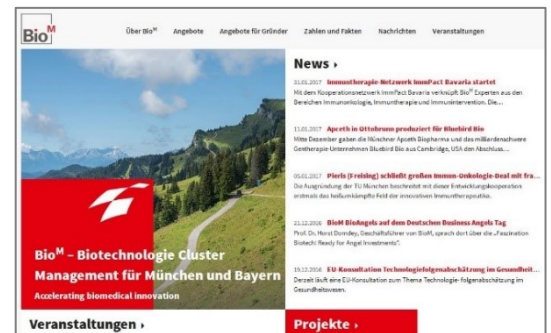 BioM
Über BioM Angebote Angebote für Gründer Zahlen und Fakten Nachrichten Veranstaltungen
News ›
31.01.2017 Immuntherapie-Netzwerk ImmPact Bavaria startet
Mit dem Kooperationsnetzwerk ImmPact Bavaria verknüpft BioM Experten aus den
Bereichen Immunonkologie, Immuntherapie und Immunintervention. Die...
11.01.2017 Apceth in Ottobrunn produziert für Bluebird Bio
Mitte Dezember gaben die Münchner Apceth Biopharma und das milliardenschwere
Gentherapie-Unternehmen Bluebird Bio aus Cambridge, USA den Abschluss...
05.01.2017 Pieris (Freising) schließt großen Immun-Onkologie-Deal mit fra...
Die Ausgründung der TU München beschreitet mit dieser Entwicklungskooperation
erstmals das heißumkämpfte Feld der innovativen Immuntherapeutika.
21.12.2016 BioM BioAngels auf dem Deutschen Business Angels Tag
Prof. Dr. Horst Domdey, Geschäftsführer von BioM, sprach dort über die „Faszination
Biotech: Ready for Angel Investments“.
19.12.2016 EU-Konsultation Technologiefolgenabschätzung im Gesundheit...
Derzeit läuft eine EU-Konsultation zum Thema Technologie- folgenabschätzung im
Gesundheitswesen.
BioM – Biotechnologie Cluster
Management für München und Bayern
Accelerating biomedical innovation
Veranstaltungen ›
Projekte ›